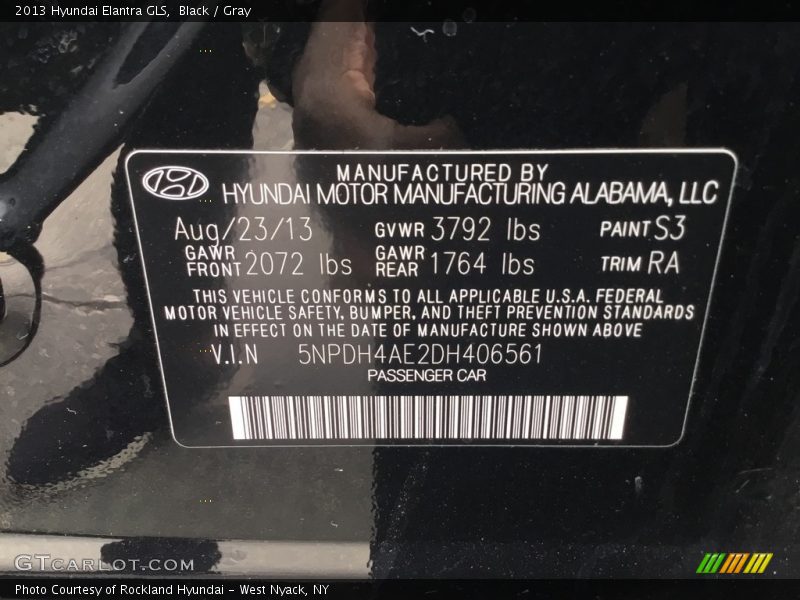 2013 Hyundai Elantra GLS,  Black / Gray
MANUFACTURED BY
HYUNDAI MOTOR MANUFACTURING ALABAMA, LLC
Aug/23/13 GVWR 3792 lbs PAINT S3
GAWR FRONT 2072 lbs GAWR REAR 1764 lbs TRIM RA
THIS VEHICLE CONFORMS TO ALL APPLICABLE U.S.A. FEDERAL
MOTOR VEHICLE SAFETY, BUMPER, AND THEFT PREVENTION STANDARDS
IN EFFECT ON THE DATE OF MANUFACTURE SHOWN ABOVE
V.I.N 5NPDH4AE2DH406561
PASSENGER CAR
GTCARLOT.COM
Photo Courtesy of Rockland Hyundai - West Nyack, NY